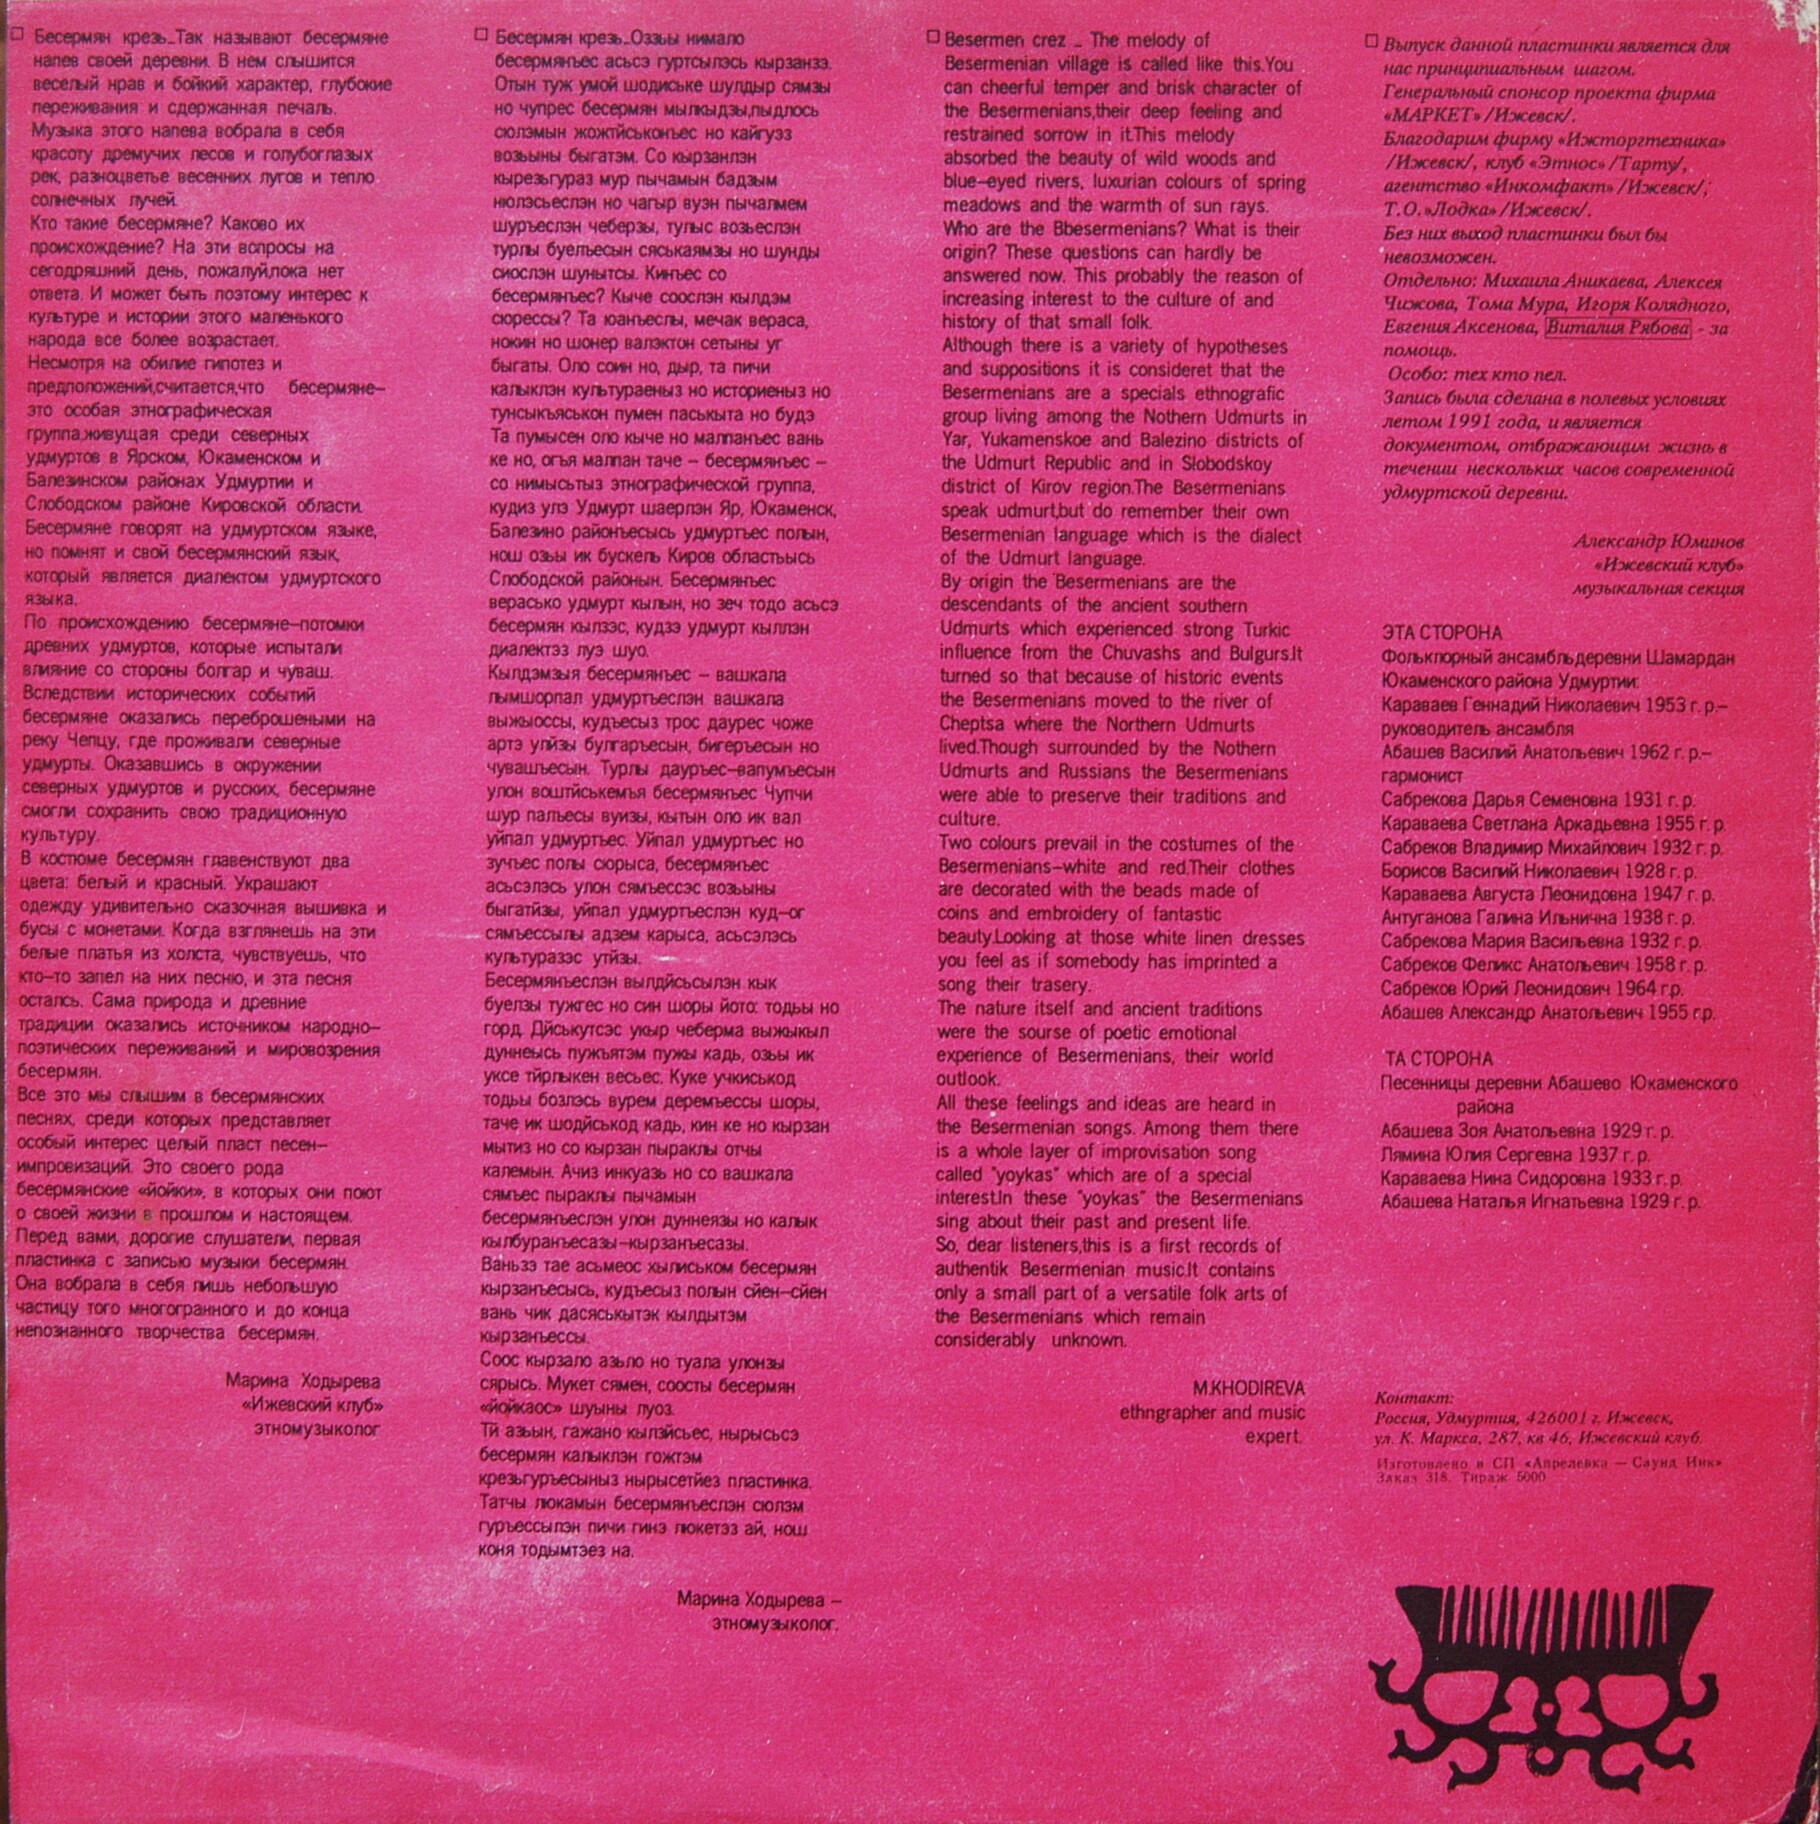 □ Бесермян крезь_Так называют бесермяне
напев своей деревни. В нем слышится
веселый нрав и бойкий характер, глубокие
переживания и сдержанная печаль.
Музыка этого напева вобрала в себя
красоту дремучих лесов и голубоглазых
рек, разноцветье весенних лугов и тепло
солнечных лучей.
Кто такие бесермяне? Каково их
происхождение? На эти вопросы на
сегодряшний день, пожалуй,пока нет
ответа. И может быть поэтому интерес к
культуре и истории этого маленького
народа все более возрастает.
Несмотря на обилие гипотез и
предположений,считается,что бесермяне–
это особая этнографическая
группа,живущая среди северных
удмуртов в Ярском, Юкаменском и
Балезинском районах Удмуртии и
Слободском районе Кировской области.
Бесермяне говорят на удмуртском языке,
но помнят и свой бесермянский язык,
который является диалектом удмуртского
языка.
По происхождению бесермяне–потомки
древних удмуртов, которые испытали
влияние со стороны болгар и чуваш.
Вследствии исторических событий
бесермяне оказались переброшеными на
реку Чепцу, где проживали северные
удмурты. Оказавшись в окружении
северных удмуртов и русских, бесермяне
смогли сохранить свою традиционную
культуру.
В костюме бесермян главенствуют два
цвета: белый и красный. Украшают
одежду удивительно сказочная вышивка и
бусы с монетами. Когда взглянешь на эти
белые платья из холста, чувствуешь, что
кто–то запел на них песню, и эта песня
осталсь. Сама природа и древние
традиции оказались источником народно–
поэтических переживаний и мировозрения
бесермян.
Все это мы слышим в бесермянских
песнях, среди которых представляет
особый интерес целый пласт песен–
импровизаций. Это своего рода
бесермянские «йойки», в которых они поют
о своей жизни в прошлом и настоящем.
Перед вами, дорогие слушатели, первая
пластинка с записью музыки бесермян.
Она вобрала в себя лишь небольшую
частицу того многогранного и до конца
непознанного творчества бесермян.
Марина Ходырева
«Ижевский клуб»
этномузыколог
□ Бесермян крезь_Оззьы нимало
бесермянъес асьсэ гуртсылэсь кырзанзэ.
Отын туж умой шодиське шулдыр сямзы
но чупрес бесермян мылкыдзы,пыдлось
сюлэмын жожтӥськонъес но кайгузэ
возьыны быгатэм. Со кырзанлэн
кырезьгураз мур пычамын бадзым
нюлэсьеслэн но чагыр вуэн пычалмем
шуръеслэн чеберзы, тулыс возьеслэн
турлы буелъесын сяськаямзы но шунды
сиослэн шунытсы. Кинъес со
бесермянъес? Кыче соослэн кылдэм
сюрессы? Та юанъеслы, мечак вераса,
нокин но шонер валэктон сетыны уг
быгаты. Оло соин но, дыр, та пичи
калыклэн культураеныз но историеныз но
тунсыкъяськон пумен паськыта но будэ
Та пумысен оло кыче но малпанъес вань
ке но, огъя малпан таче – бесермянъес –
со нимысьтыз этнографической группа,
кудиз улэ Удмурт шаерлэн Яр, Юкаменск,
Балезино районъесысь удмуртъес полын,
нош озьы ик бускель Киров областьысь
Слободской районын. Бесермянъес
верасько удмурт кылын, но зеч тодо асьсэ
бесермян кылзэс, кудзэ удмурт кыллэн
диалектэз луэ шуо.
Кылдэмзыя бесермянъес – вашкала
лымшорпал удмуртъеслэн вашкала
выжыоссы, кудъесыз трос даурес чоже
артэ улӥзы булгаръесын, бигеръесын но
чувашъесын. Турлы дауръес–вапумъесын
улон воштӥськемъя бесермянъес Чупчи
шур палъесы вуизы, кытын оло ик вал
уйпал удмуртъес. Уйпал удмуртъес но
зучъес полы сюрыса, бесермянъес
асьсэлэсь улон сямъессэс возьыны
быгатӥзы, уйпал удмуртъеслэн куд–ог
сямъессылы адзем карыса, асьсэлэсь
культуразэс утӥзы.
Бесермянъеслэн вылдӥсьсылэн кык
буелзы тужгес но син шоры йотэ: тодьы но
горд. Дӥськутсэс укыр чеберма выжыкыл
дуннеысь пужъятэм пужы кадь, озьы ик
уксе тӥрлыкен весьес. Куке учкиськод
тодьы бозлэсь вурем деремъессы шоры,
таче ик шодӥськод кадь, кин ке но кырзан
мытиз но со кырзан пыраклы отчы
калемын. Ачиз инкуазь но со вашкала
сямъес пыраклы пычамын
бесермянъеслэн улон дуннеязы но калык
кылбуранъесазы–кырзанъесазы.
Ваньзэ тае асьмеос хылиськом бесермян
кырзанъесысь, кудъесыз полын сйен–сйен
вань чик дасяськытэк кылдытэм
кырзанъессы.
Соос кырзало азьло но туала улонзы
сярысь. Мукет сямен, соосты бесермян
«йойкаос» шуыны луоз.
Тӥ азьын, гажано кылзӥсьес, нырысьсэ
бесермян калыклэн гожтэм
крезьгуръесыныз нырысетӥез пластинка.
Татчы люкамын бесермянъеслэн сюлэм
гуръессылэн пичи гинэ люкетэз ай, нош
коня тодымтэез на.
Марина Ходырева –
этномузыколог.
□ Besermen crez _ The melody of
Besermenian village is called like this.You
can cheerful temper and brisk character of
the Besermenians,their deep feeling and
restrained sorrow in it.This melody
absorbed the beauty of wild woods and
blue–eyed rivers, luxurian colours of spring
meadows and the warmth of sun rays.
Who are the Bbesermenians? What is their
origin? These questions can hardly be
answered now. This probably the reason of
increasing interest to the culture of and
history of that small folk.
Although there is a variety of hypotheses
and suppositions it is consideret that the
Besermenians are a specials ethnografic
group living among the Nothern Udmurts in
Yar, Yukamenskoe and Balezino districts of
the Udmurt Republic and in Slobodskoy
district of Kirov region.The Besermenians
speak udmurt,but do remember their own
Besermenian language which is the dialect
of the Udmurt language.
By origin the Besermenians are the
descendants of the ancient southern
Udmurts which experienced strong Turkic
influence from the Chuvashs and Bulgurs.It
turned so that because of historic events
the Besermenians moved to the river of
Cheptsa where the Northern Udmurts
lived.Though surrounded by the Nothern
Udmurts and Russians the Besermenians
were able to preserve their traditions and
culture.
Two colours prevail in the costumes of the
Besermenians–white and red.Their clothes
are decorated with the beads made of
coins and embroidery of fantastic
beauty.Looking at those white linen dresses
you feel as if somebody has imprinted a
song their trasery.
The nature itself and ancient traditions
were the sourse of poetic emotional
experience of Besermenians, their world
outlook.
All these feelings and ideas are heard in
the Besermenian songs. Among them there
is a whole layer of improvisation song
called "yoykas" which are of a special
interest.In these "yoykas" the Besermenians
sing about their past and present life.
So, dear listeners,this is a first records of
authentik Besermenian music.It contains
only a small part of a versatile folk arts of
the Besermenians which remain
considerably unknown.
M.KHODIREVA
ethngrapher and music
expert.
□ Выпуск данной пластинки является для
нас принципиальным шагом.
Генеральный спонсор проекта фирма
«МАРКЕТ» /Ижевск/.
Благодарим фирму «Ижторгтехника»
/Ижевск/, клуб «Этнос» /Тарту/,
агентство «Инкомфакт» /Ижевск/,
Т.О.»Лодка» /Ижевск/.
Без них выход пластинки был бы
невозможен.
Отдельно: Михаила Аникаева, Алексея
Чижова, Тома Мура, Игоря Колядного,
Евгения Аксенова, Виталия Рябова - за
помощь.
Особо: тех кто пел.
Запись была сделана в полевых условиях
летом 1991 года, и является
документом, отбражающим жизнь в
течении нескольких часов современной
удмуртской деревни.
Александр Юминов
«Ижевский клуб»
музыкальная секция
ЭТА СТОРОНА
Фольклорный ансамбль деревни Шамардан
Юкаменского района Удмуртии:
Караваев Геннадий Николаевич 1953 г. р.–
руководитель ансамбля
Абашев Василий Анатольевич 1962 г. р.–
гармонист
Сабрекова Дарья Семеновна 1931 г. р.
Караваева Светлана Аркадьевна 1955 г. р.
Сабреков Владимир Михайлович 1932 г. р.
Борисов Василий Николаевич 1928 г. р.
Караваева Августа Леонидовна 1947 г. р.
Антуганова Галина Ильнична 1938 г. р.
Сабрекова Мария Васильевна 1932 г. р.
Сабреков Феликс Анатольевич 1958 г. р.
Сабреков Юрий Леонидович 1964 г.р.
Абашев Александр Анатольевич 1955 г.р.
ТА СТОРОНА
Песенницы деревни Абашево Юкаменского
района
Абашева Зоя Анатольевна 1929 г. р.
Лямина Юлия Сергевна 1937 г. р.
Караваева Нина Сидоровна 1933 г. р.
Абашева Наталья Игнатьевна 1929 г. р.
Контакт:
Россия, Удмуртия, 426001 г. Ижевск,
ул. К. Маркса, 287, кв 46, Ижевский клуб.
Изготовлено в СП «Апрелевка — Саунд Инк»
Заказ 318. Тираж 5000